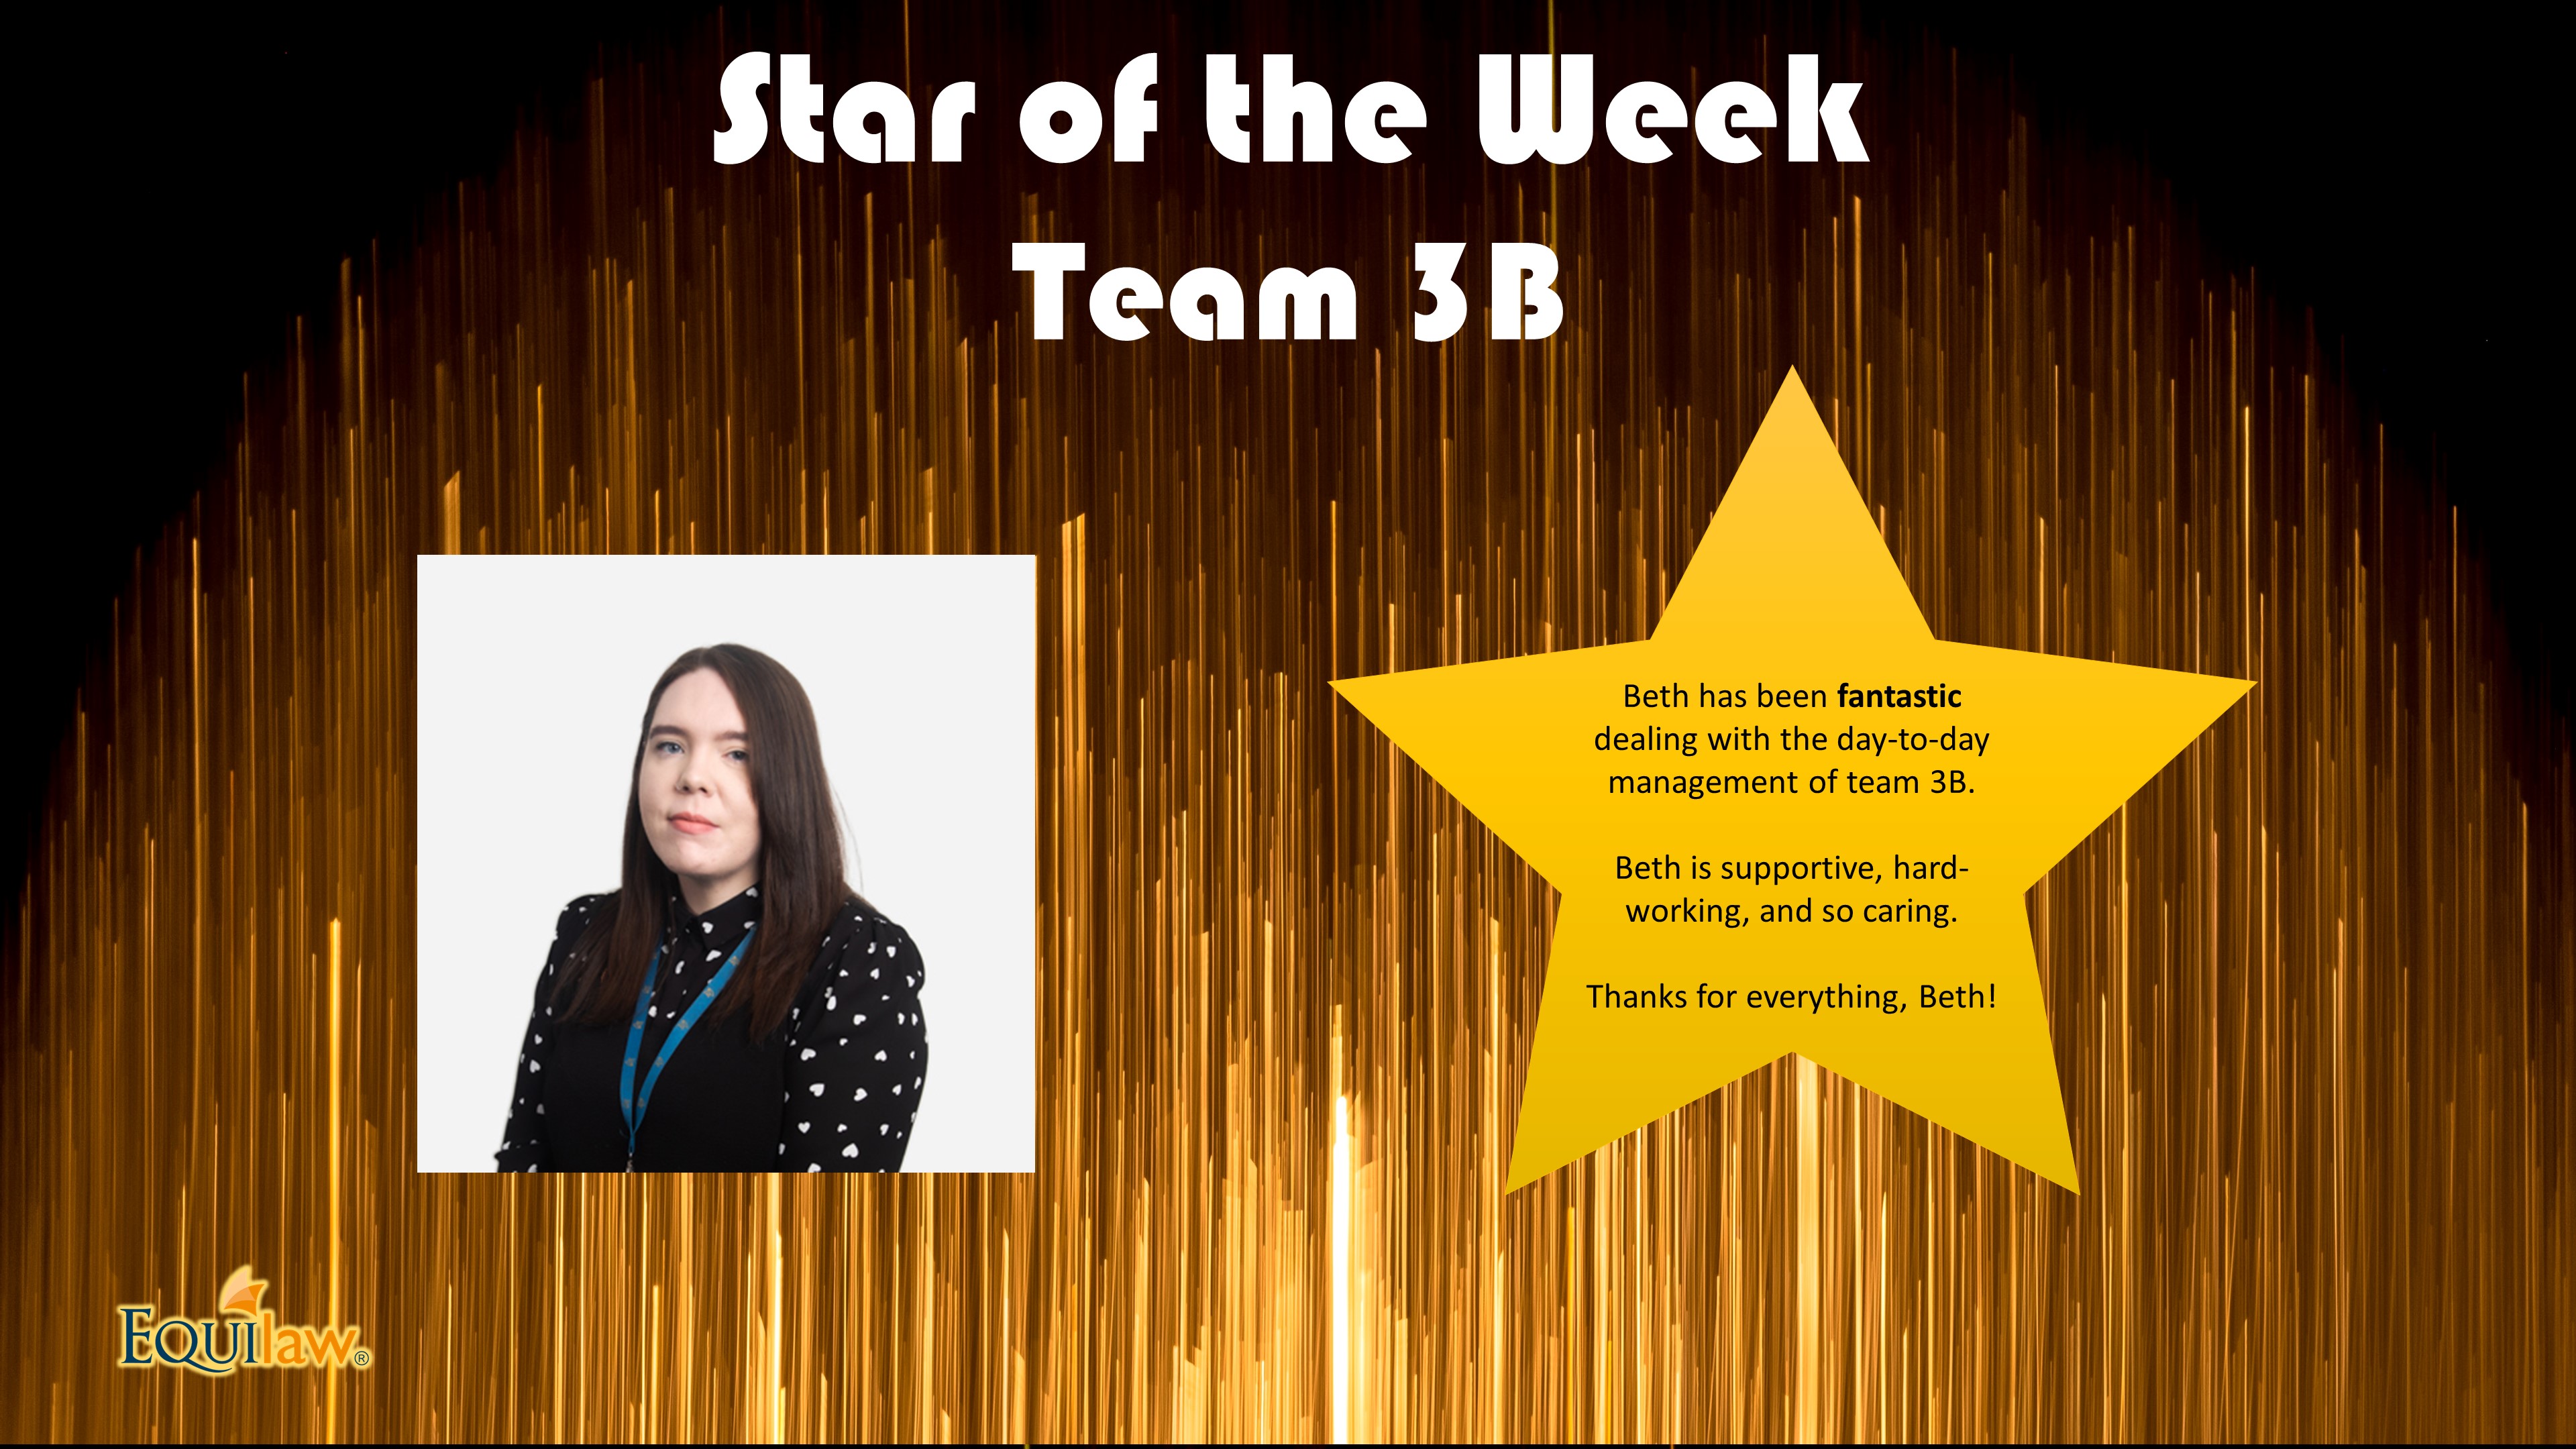 Star of the Week
Team 3B
Beth has been fantastic
dealing with the day-to-day
management of team 3B.
Beth is supportive, hard-
working, and so caring.
Thanks for everything, Beth!
EQUIlaw®